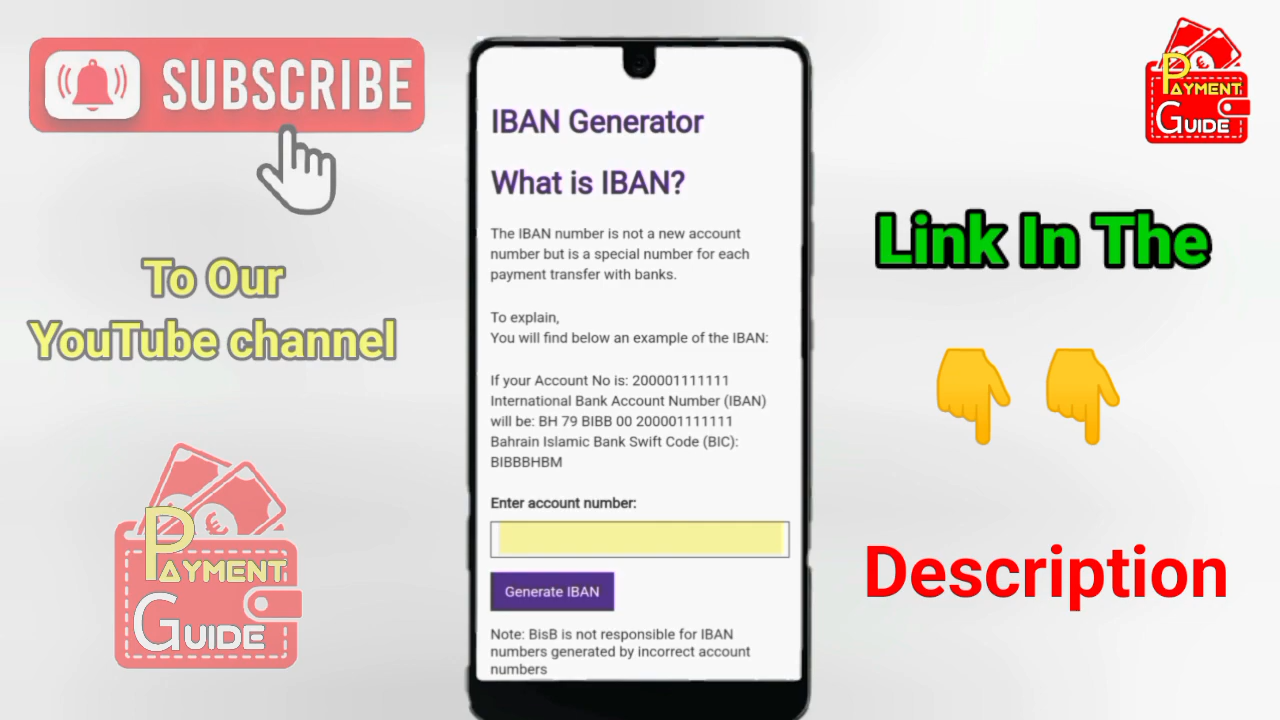 SUBSCRIBE
To Our
YouTube channel
PAYMENT
GUIDE
IBAN Generator
What is IBAN?
The IBAN number is not a new account
number but is a special number for each
payment transfer with banks.
To explain,
You will find below an example of the IBAN:
If your Account No is: 200001111111
International Bank Account Number (IBAN)
will be: BH 79 BIBB 00 200001111111
Bahrain Islamic Bank Swift Code (BIC):
BIBBBHBM
Enter account number:
Generate IBAN
Note: BisB is not responsible for IBAN
numbers generated by incorrect account
numbers
PAYMENT
GUIDE
Link In The
Description